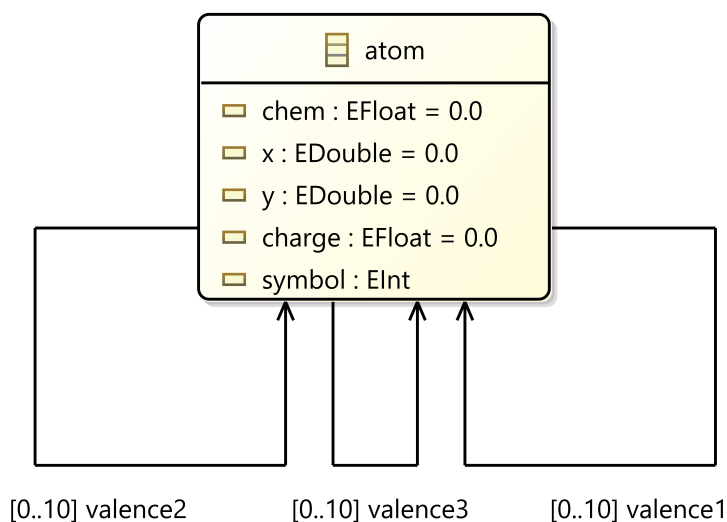 atom
chem : EFloat = 0.0
x : EDouble = 0.0
y : EDouble = 0.0
charge : EFloat = 0.0
symbol : EInt
[0..10] valence2
[0..10] valence3
[0..10] valence1